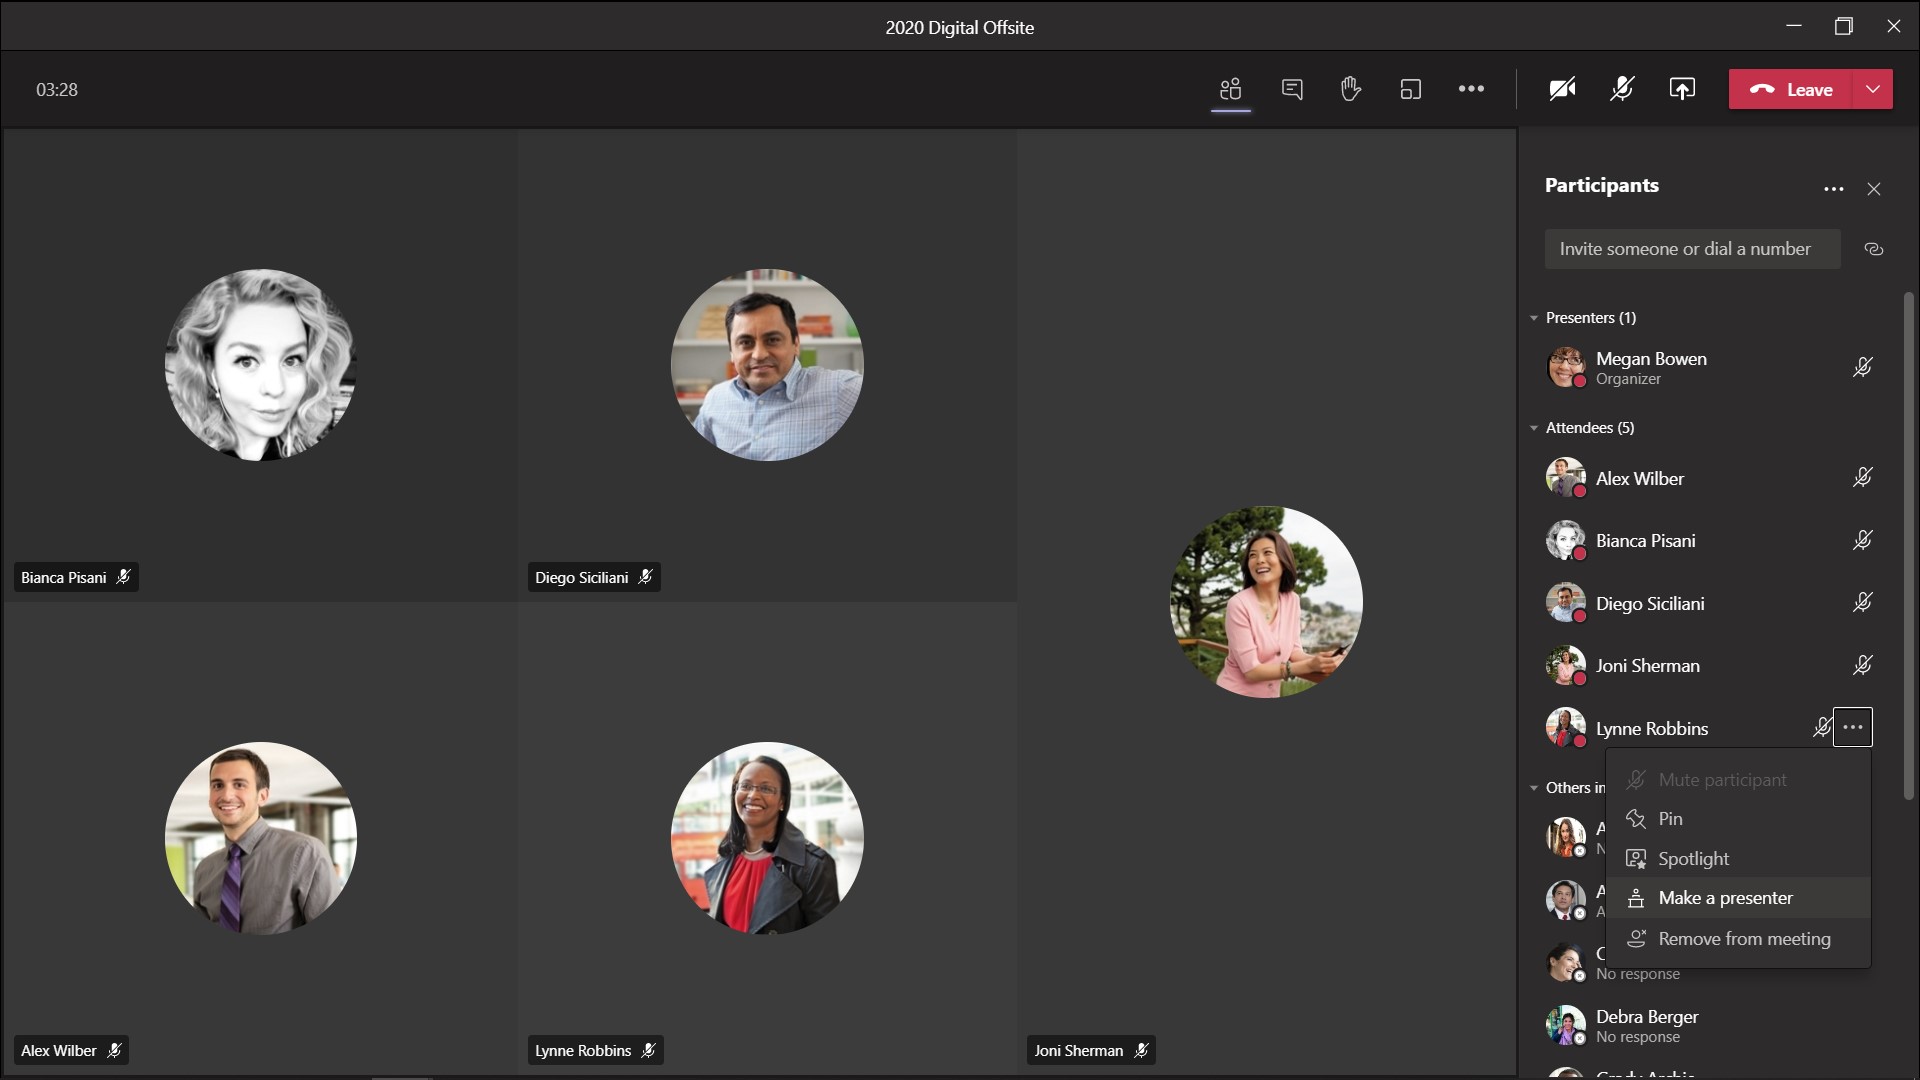 2020 Digital Offsite
03:28
Leave
Bianca Pisani
Diego Siciliani
Alex Wilber
Lynne Robbins
Joni Sherman
Participants
Invite someone or dial a number
Presenters (1)
Megan Bowen
Organizer
Attendees (5)
Alex Wilber
Bianca Pisani
Diego Siciliani
Joni Sherman
Lynne Robbins
Mute participant
Pin
Spotlight
Make a presenter
Remove from meeting
Others in
A
N
A
A
C
No response
Debra Berger
No response